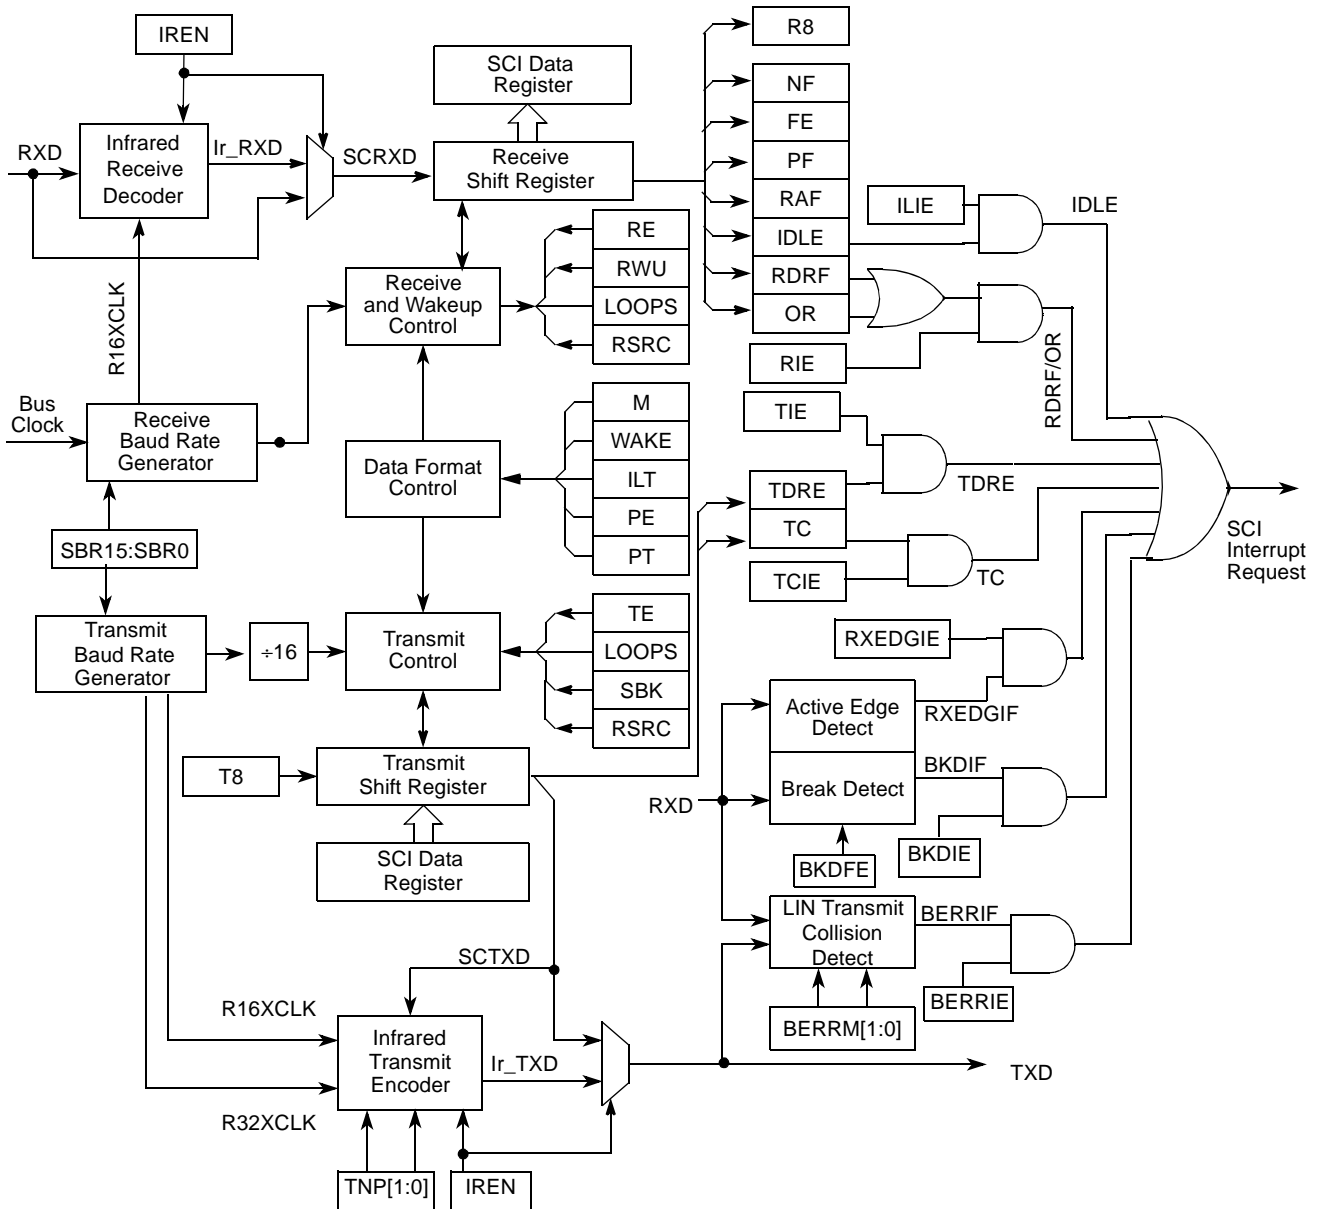 IREN
SCI Data
Register
R8
NF
FE
PF
RAF
IDLE
RDRF
OR
RXD
Infrared
Receive
Decoder
Ir_RXD
SCRXD
Receive
Shift Register
ILIE
IDLE
RE
RWU
LOOPS
RSRC
Receive
and Wakeup
Control
R16XCLK
RIE
RDRF/OR
Bus
Clock
Receive
Baud Rate
Generator
M
WAKE
ILT
PE
PT
Data Format
Control
TIE
TDRE
TC
TDRE
TCIE
TC
SCI
Interrupt
Request
SBR15:SBR0
Transmit
Baud Rate
Generator
÷16
Transmit
Control
TE
LOOPS
SBK
RSRC
RXEDGIE
Active Edge
Detect
RXEDGIF
Break Detect
BKDIF
RXD
BKDIE
BKDFE
T8
Transmit
Shift Register
SCI Data
Register
LIN Transmit
Collision
Detect
BERRIF
BERRIE
BERRM[1:0]
SCTXD
R16XCLK
Infrared
Transmit
Encoder
Ir_TXD
TXD
R32XCLK
TNP[1:0]
IREN